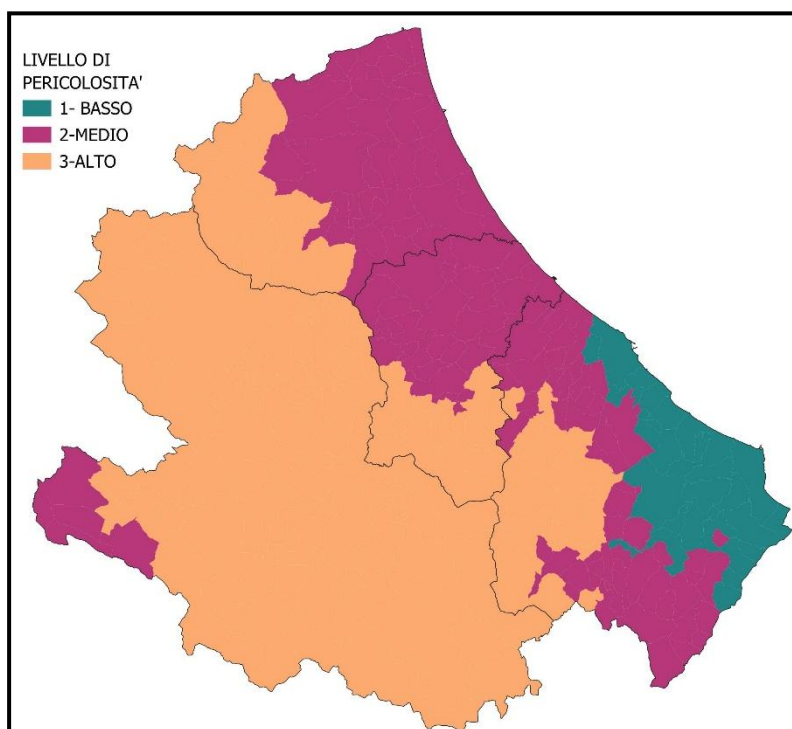 LIVELLO DI
PERICOLOSITA'
1- BASSO
2-MEDIO
3-ALTO